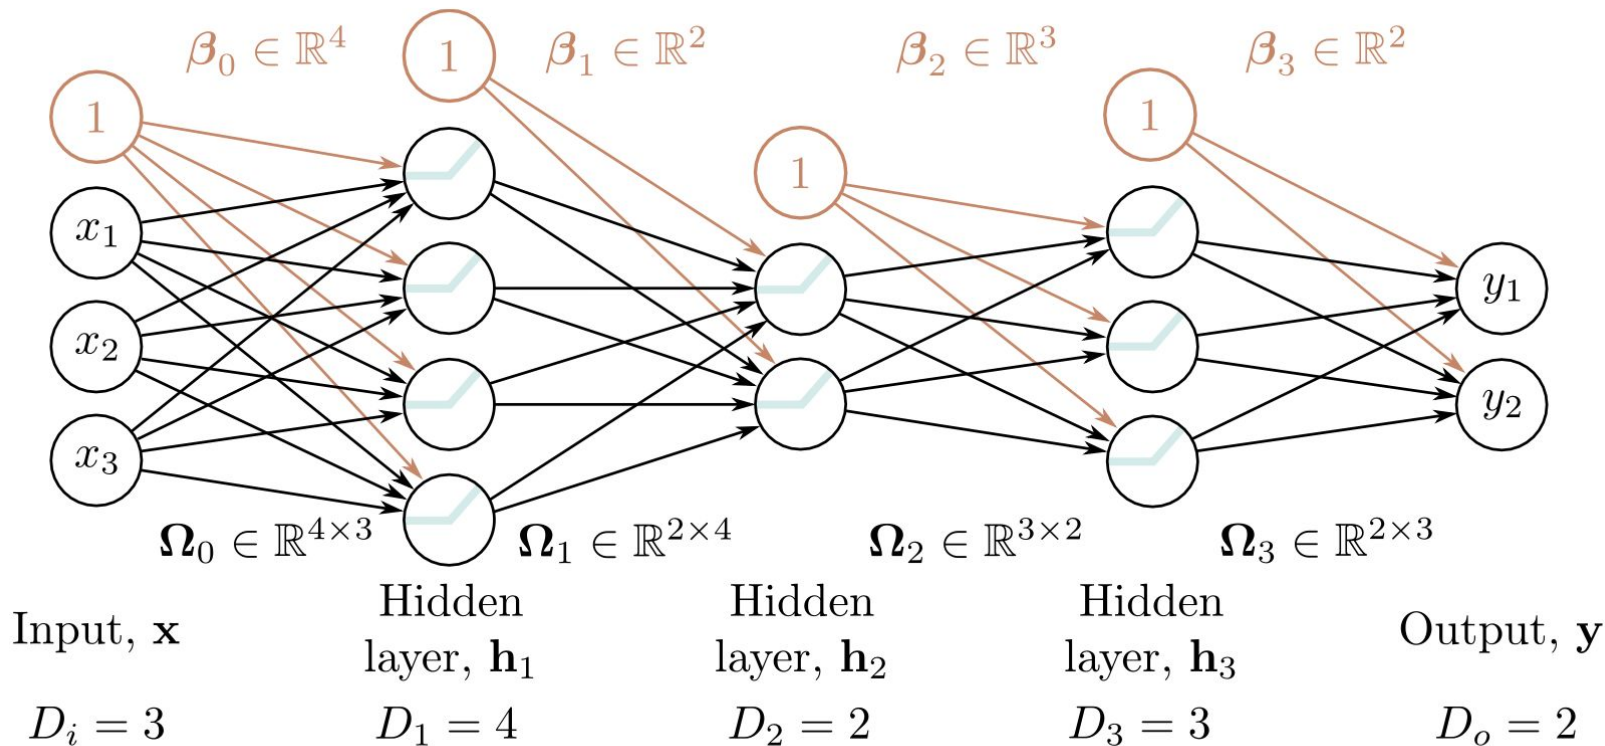 β₀ ∈ ℝ⁴
β₁ ∈ ℝ²
β₂ ∈ ℝ³
β₃ ∈ ℝ²
1
1
1
1
x₁
x₂
x₃
y₁
y₂
Ω₀ ∈ ℝ⁴ˣ³
Ω₁ ∈ ℝ²ˣ⁴
Ω₂ ∈ ℝ³ˣ²
Ω₃ ∈ ℝ²ˣ³
Input, x
Hidden
layer, h₁
Hidden
layer, h₂
Hidden
layer, h₃
Output, y
Dᵢ = 3
D₁ = 4
D₂ = 2
D₃ = 3
Dₒ = 2